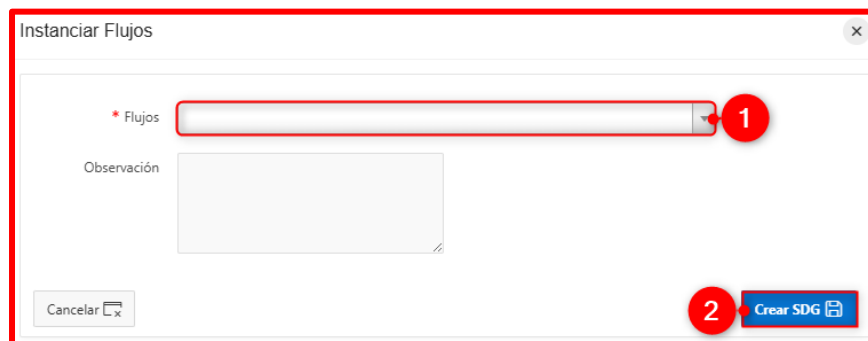 Instanciar Flujos
* Flujos
1
Observación
Cancelar
2
Crear SDG